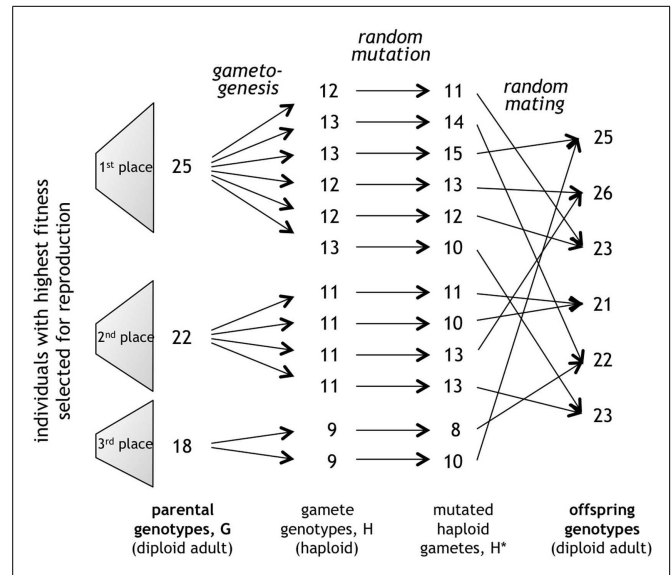 random
mutation
gameto-
genesis
random
mating
individuals with highest fitness
selected for reproduction
1st place
25
12
13
13
12
12
13
11
14
15
13
12
10
2nd place
22
11
11
11
11
11
10
13
13
3rd place
18
9
9
8
10
25
26
23
21
22
23
parental
genotypes, G
(diploid adult)
gamete
genotypes, H
(haploid)
mutated
haploid
gametes, H*
offspring
genotypes
(diploid adult)